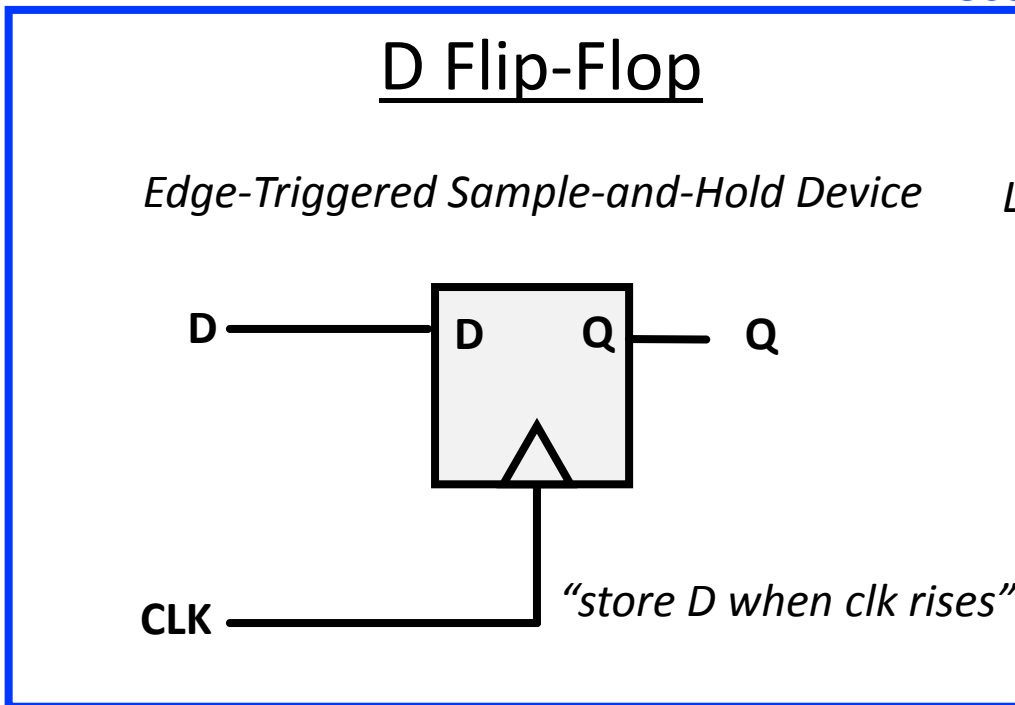 D Flip-Flop
Edge-Triggered Sample-and-Hold Device
D D Q Q
CLK
“store D when clk rises”